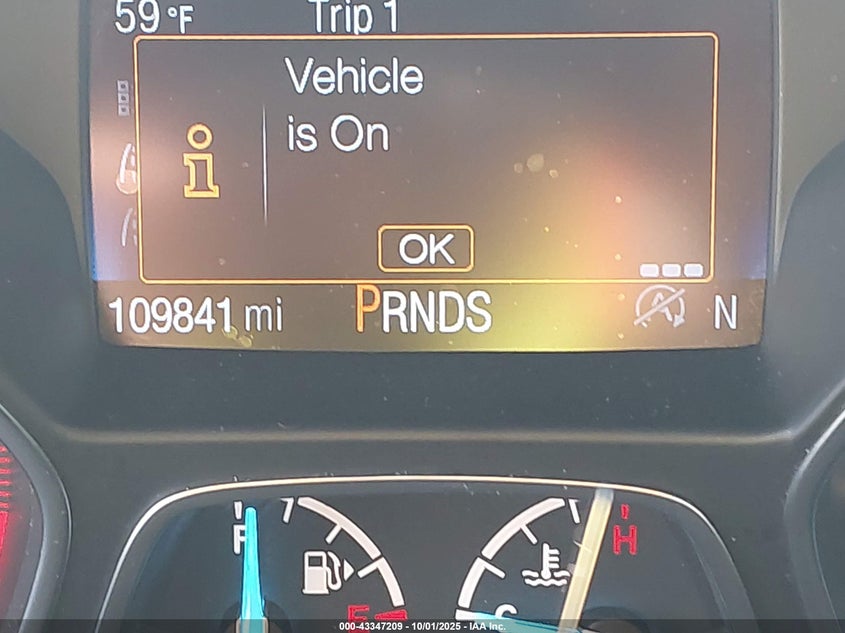 59°F Trip 1
Vehicle
is On
i
OK
109841 mi PRNDS A N
F H
E C
000-43347209 - 10/01/2025 - IAA Inc.